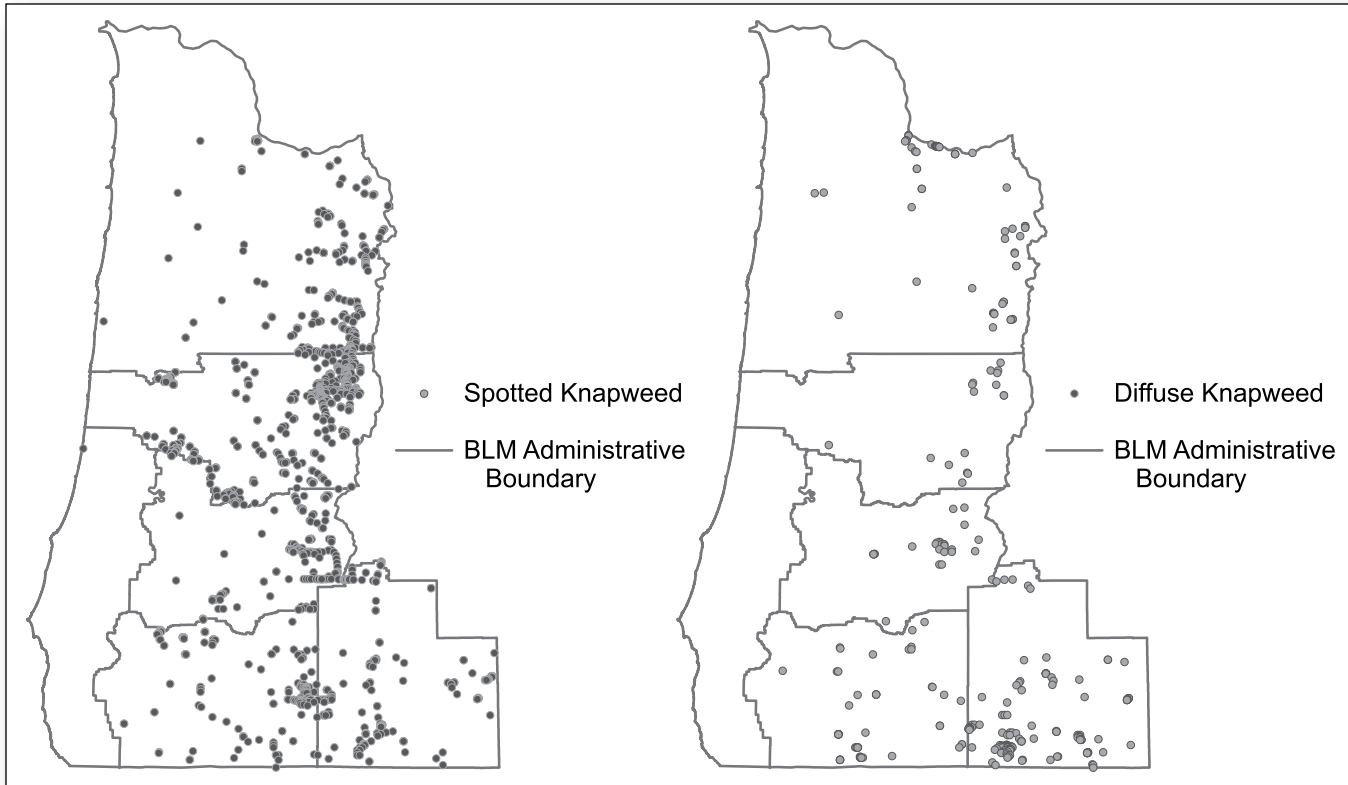 Spotted Knapweed
BLM Administrative
Boundary
Diffuse Knapweed
BLM Administrative
Boundary